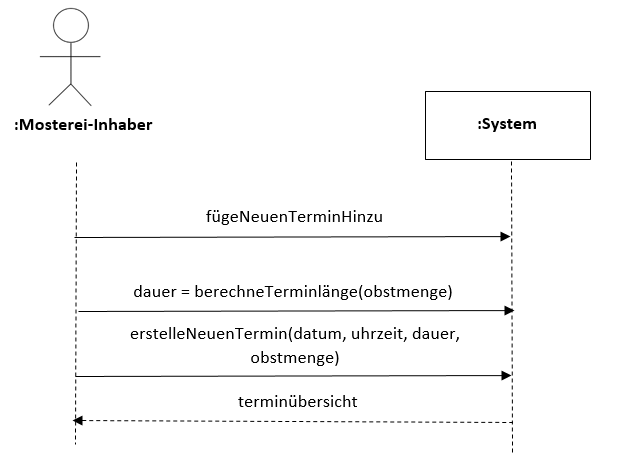 :Mosterei-Inhaber
:System
fügeNeuenTerminHinzu
dauer = berechneTerminlänge(obstmenge)
erstelleNeuenTermin(datum, uhrzeit, dauer,
obstmenge)
terminübersicht